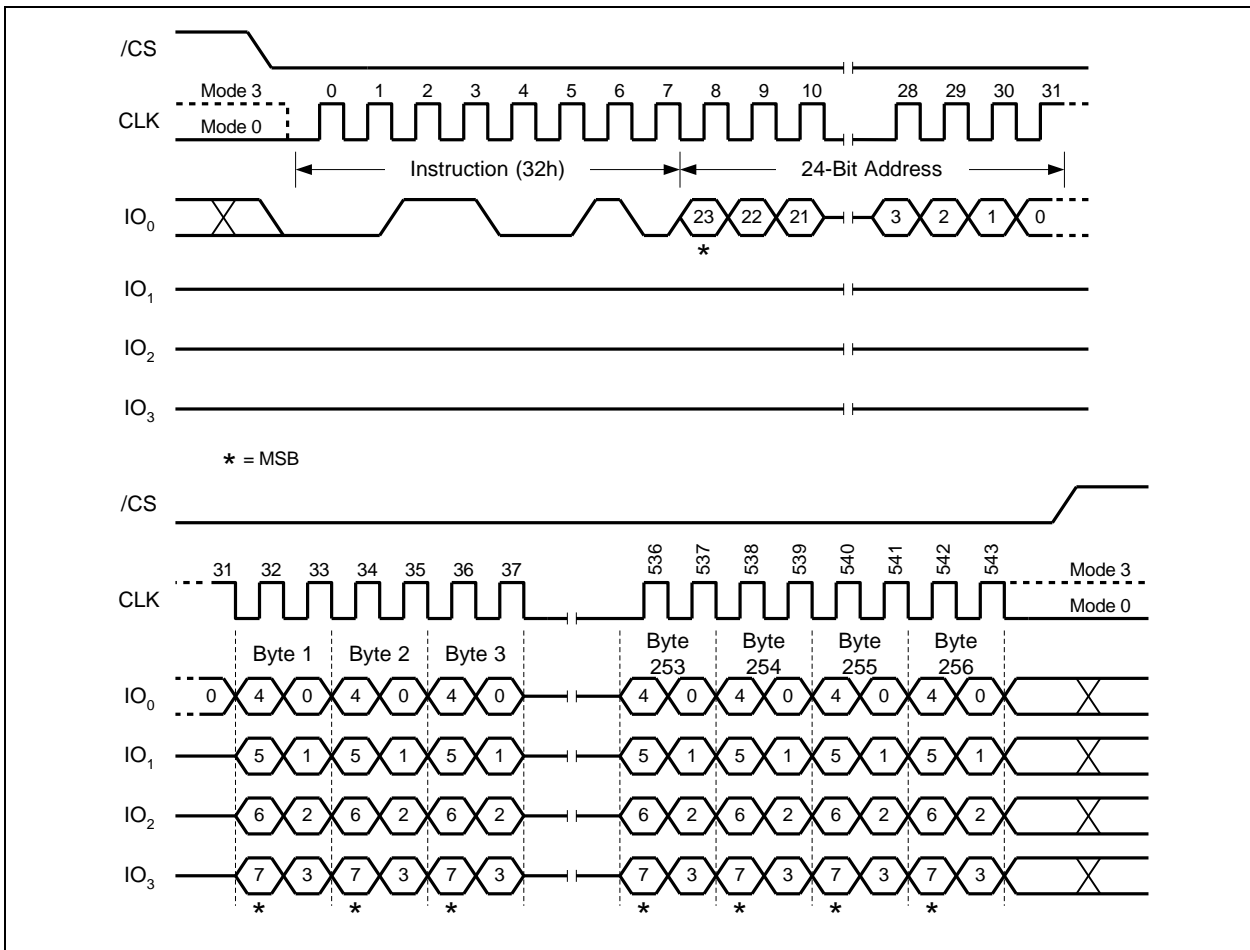 /CS
Mode 3 0 1 2 3 4 5 6 7 8 9 10 28 29 30 31
CLK
Mode 0
Instruction (32h) 24-Bit Address
IO0 23 22 21 3 2 1 0
*
IO1
IO2
IO3
* = MSB
/CS
31 32 33 34 35 36 37 536 537 538 539 540 541 542 543 Mode 3
CLK
Mode 0
Byte 1 Byte 2 Byte 3 Byte 253 Byte 254 Byte 255 Byte 256
IO0 0 4 0 4 0 4 0 4 0 4 0 4 0 4 0
IO1 5 1 5 1 5 1 5 1 5 1 5 1 5 1
IO2 6 2 6 2 6 2 6 2 6 2 6 2 6 2
IO3 7 3 7 3 7 3 7 3 7 3 7 3 7 3
* * * * * * *